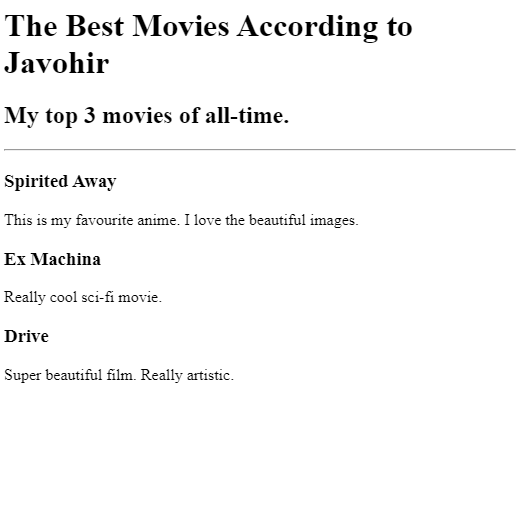 The Best Movies According to
Javohir
My top 3 movies of all-time.
Spirited Away
This is my favourite anime. I love the beautiful images.
Ex Machina
Really cool sci-fi movie.
Drive
Super beautiful film. Really artistic.